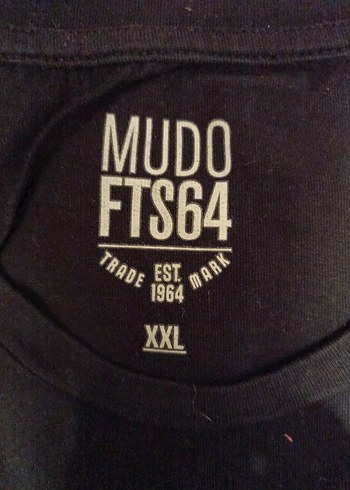 MUDO
FTS64
TRADE EST. MARK
1964
XXL